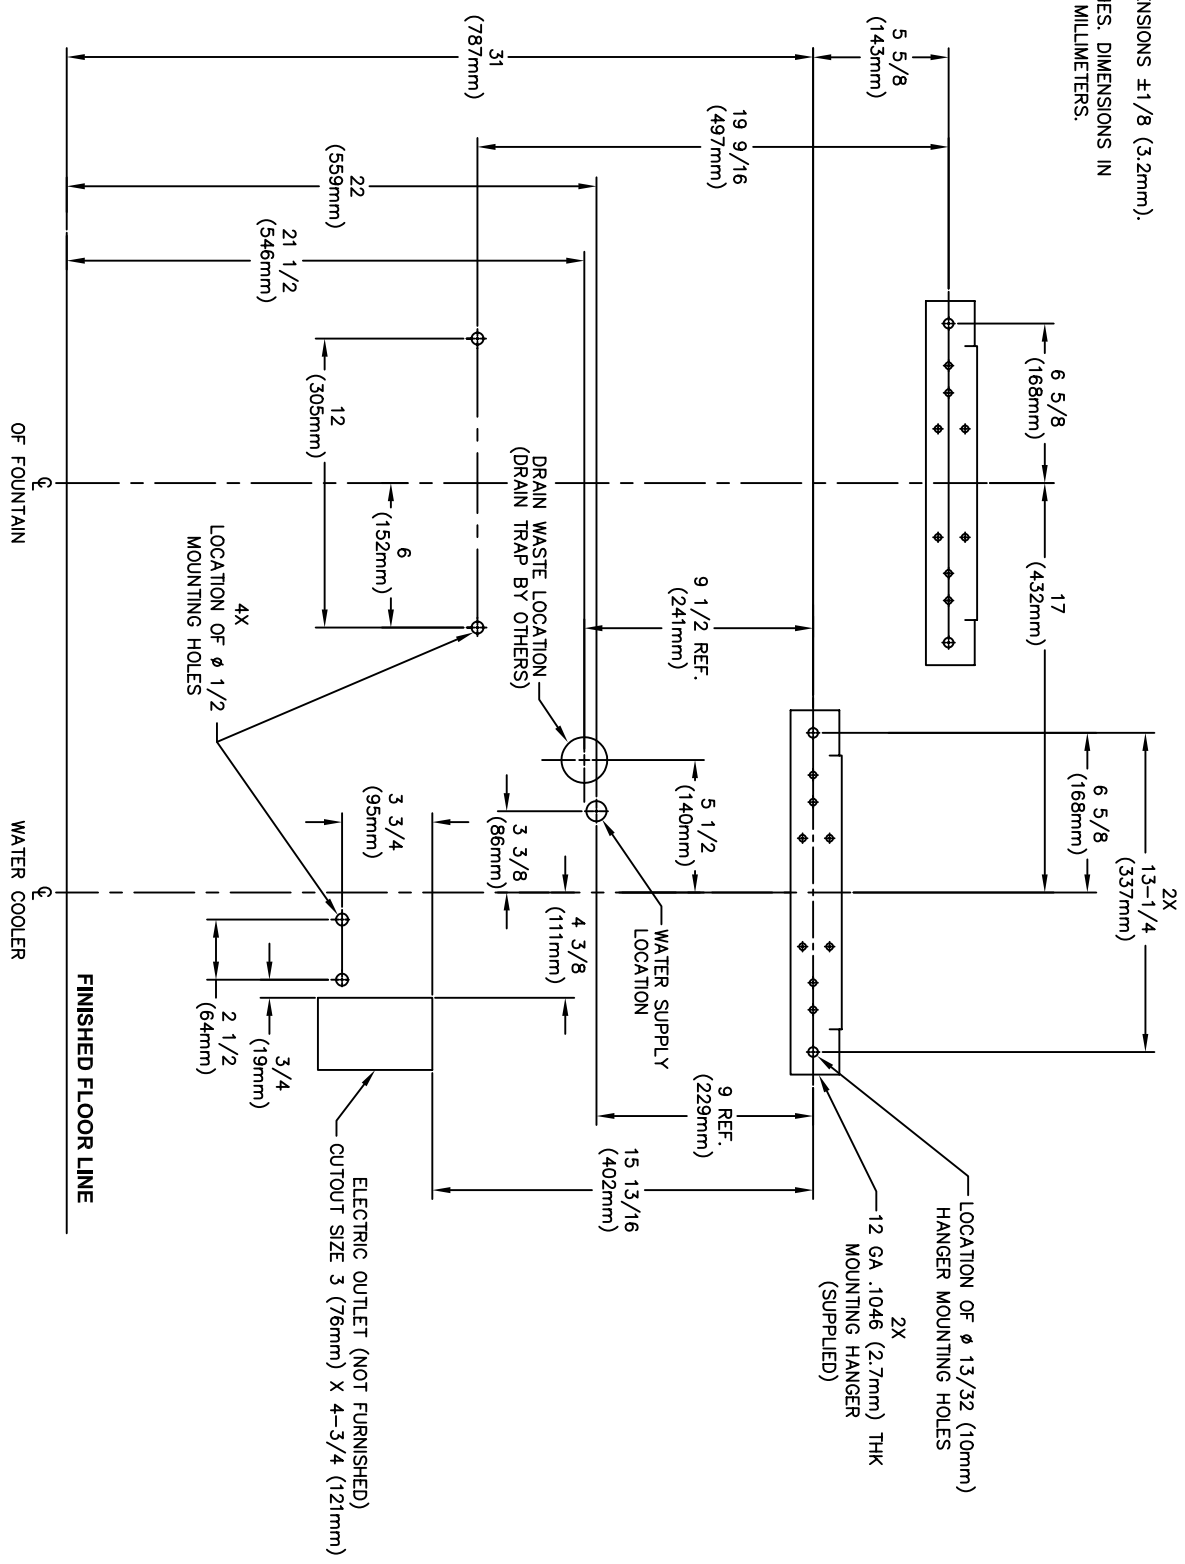 ENSIONS ±1/8 (3.2mm).
ES. DIMENSIONS IN
MILLIMETERS.
2X
13-1/4
(337mm)
6 5/8
(168mm)
6 5/8
(168mm)
17
(432mm)
5 5/8
(143mm)
31
(787mm)
19 9/16
(497mm)
22
(559mm)
21 1/2
(546mm)
12
(305mm)
6
(152mm)
9 1/2 REF.
(241mm)
5 1/2
(140mm)
3 3/8
(86mm)
4 3/8
(111mm)
3 3/4
(95mm)
9 REF.
(229mm)
15 13/16
(402mm)
2 1/2
(64mm)
3/4
(19mm)
LOCATION OF ø 13/32 (10mm)
HANGER MOUNTING HOLES
2X
12 GA .1046 (2.7mm) THK
MOUNTING HANGER
(SUPPLIED)
DRAIN WASTE LOCATION
(DRAIN TRAP BY OTHERS)
WATER SUPPLY
LOCATION
4X
LOCATION OF ø 1/2
MOUNTING HOLES
ELECTRIC OUTLET (NOT FURNISHED)
CUTOUT SIZE 3 (76mm) X 4-3/4 (121mm)
FINISHED FLOOR LINE
℄
OF FOUNTAIN
℄
WATER COOLER